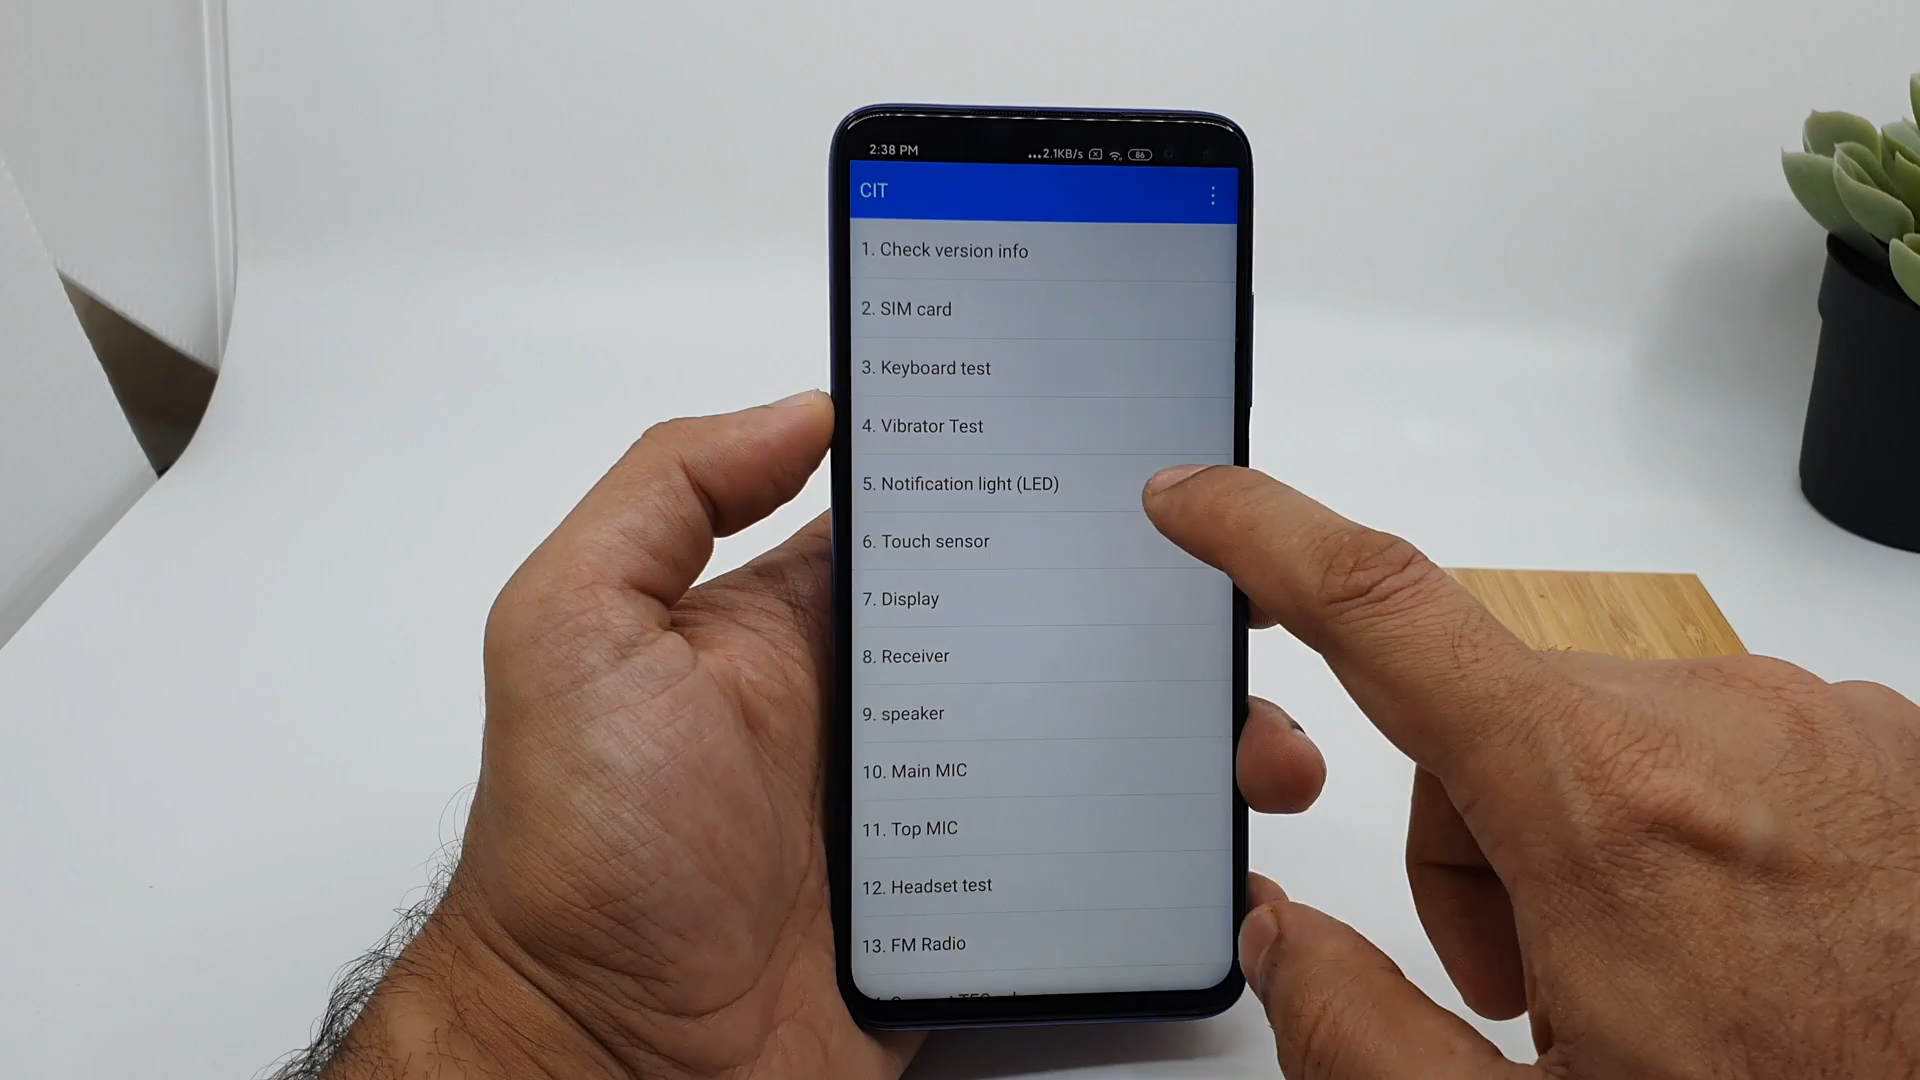 2:38 PM
...2.1KB/s 86
CIT
1. Check version info
2. SIM card
3. Keyboard test
4. Vibrator Test
5. Notification light (LED)
6. Touch sensor
7. Display
8. Receiver
9. speaker
10. Main MIC
11. Top MIC
12. Headset test
13. FM Radio